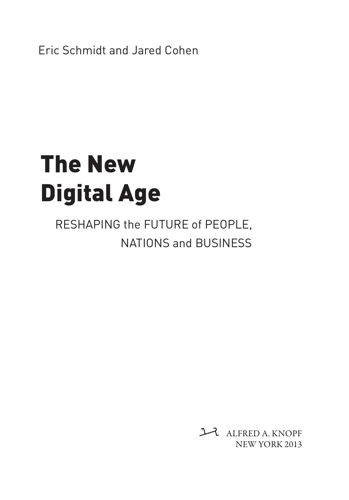 Eric Schmidt and Jared Cohen
The New
Digital Age
RESHAPING the FUTURE of PEOPLE,
NATIONS and BUSINESS
ALFRED A. KNOPF
NEW YORK 2013